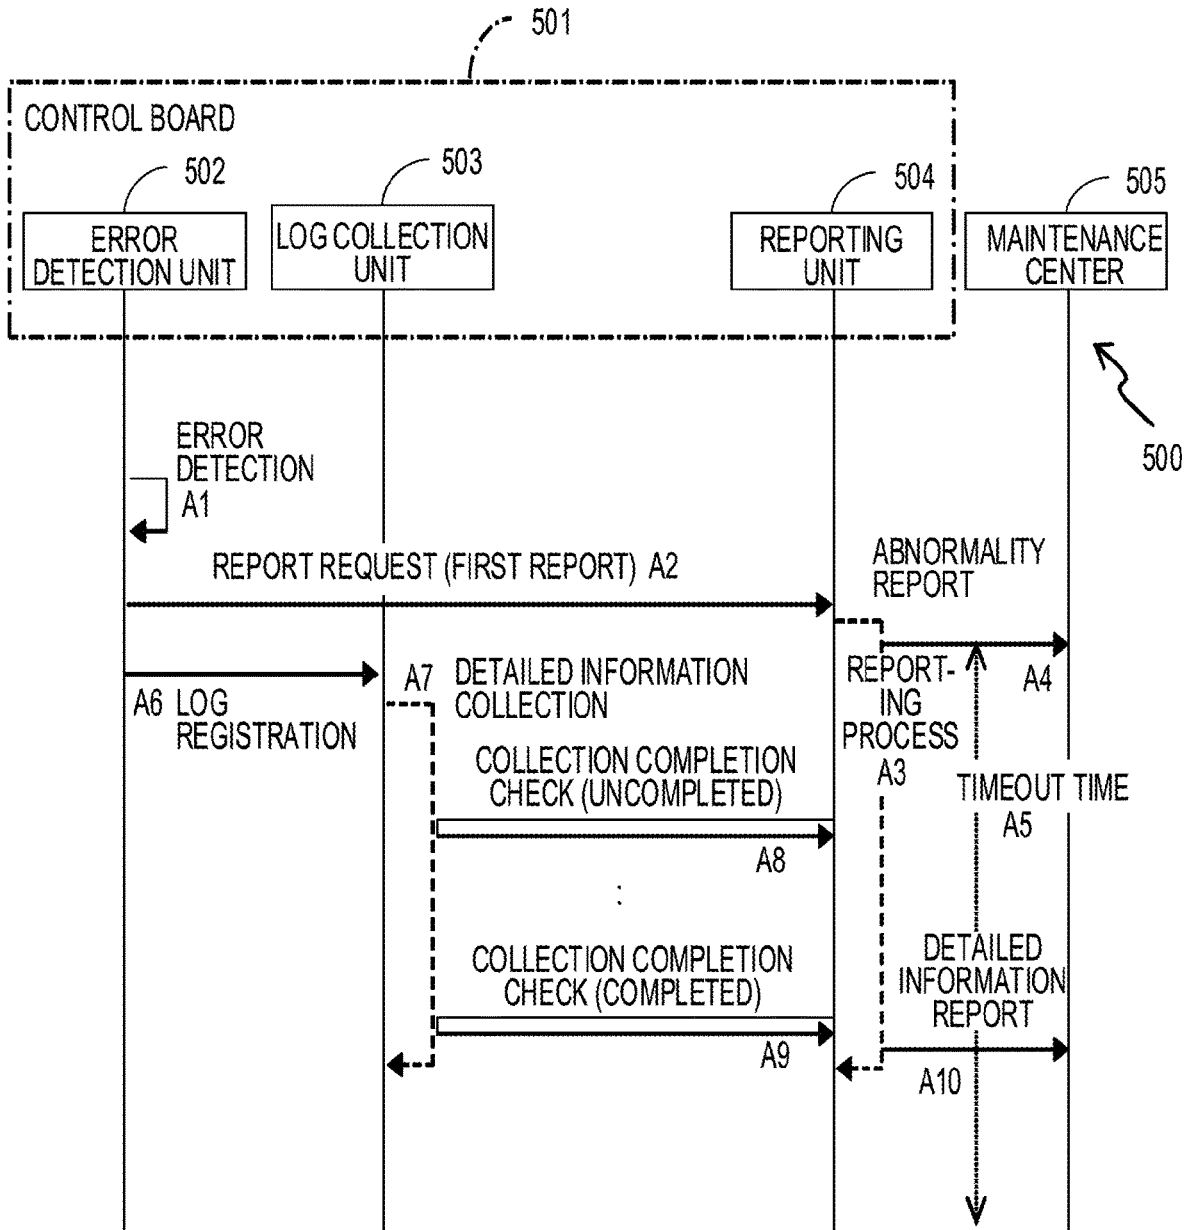 501
CONTROL BOARD
502
503
504
505
ERROR
DETECTION UNIT
LOG COLLECTION
UNIT
REPORTING
UNIT
MAINTENANCE
CENTER
500
ERROR
DETECTION
A1
REPORT REQUEST (FIRST REPORT) A2
ABNORMALITY
REPORT
A4
A6 LOG
REGISTRATION
A7
DETAILED INFORMATION
COLLECTION
REPORT-
ING
PROCESS
A3
TIMEOUT TIME
A5
COLLECTION COMPLETION
CHECK (UNCOMPLETED)
A8
:
COLLECTION COMPLETION
CHECK (COMPLETED)
A9
DETAILED
INFORMATION
REPORT
A10